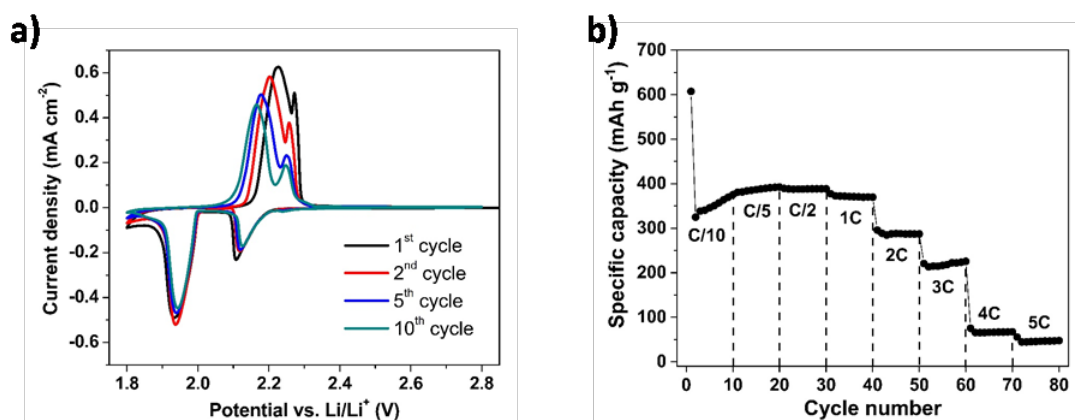 a)
Current density (mA cm⁻²)
0.6
0.4
0.2
0.0
-0.2
-0.4
-0.6
1ˢᵗ cycle
2ⁿᵈ cycle
5ᵗʰ cycle
10ᵗʰ cycle
1.8 2.0 2.2 2.4 2.6 2.8
Potential vs. Li/Li⁺ (V)
b)
Specific capacity (mAh g⁻¹)
700
600
500
400
300
200
100
0
C/10 C/5 C/2 1C 2C 3C 4C 5C
0 10 20 30 40 50 60 70 80
Cycle number